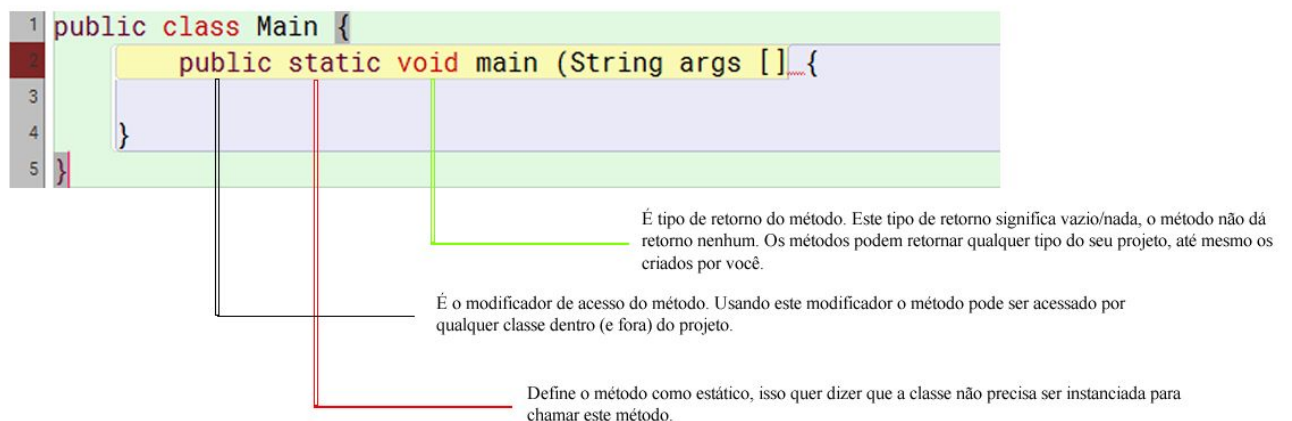 1 public class Main {
2 public static void main (String args [] {
3
4 }
5 }
É tipo de retorno do método. Este tipo de retorno significa vazio/nada, o método não dá
retorno nenhum. Os métodos podem retornar qualquer tipo do seu projeto, até mesmo os
criados por você.
É o modificador de acesso do método. Usando este modificador o método pode ser acessado por
qualquer classe dentro (e fora) do projeto.
Define o método como estático, isso quer dizer que a classe não precisa ser instanciada para
chamar este método.